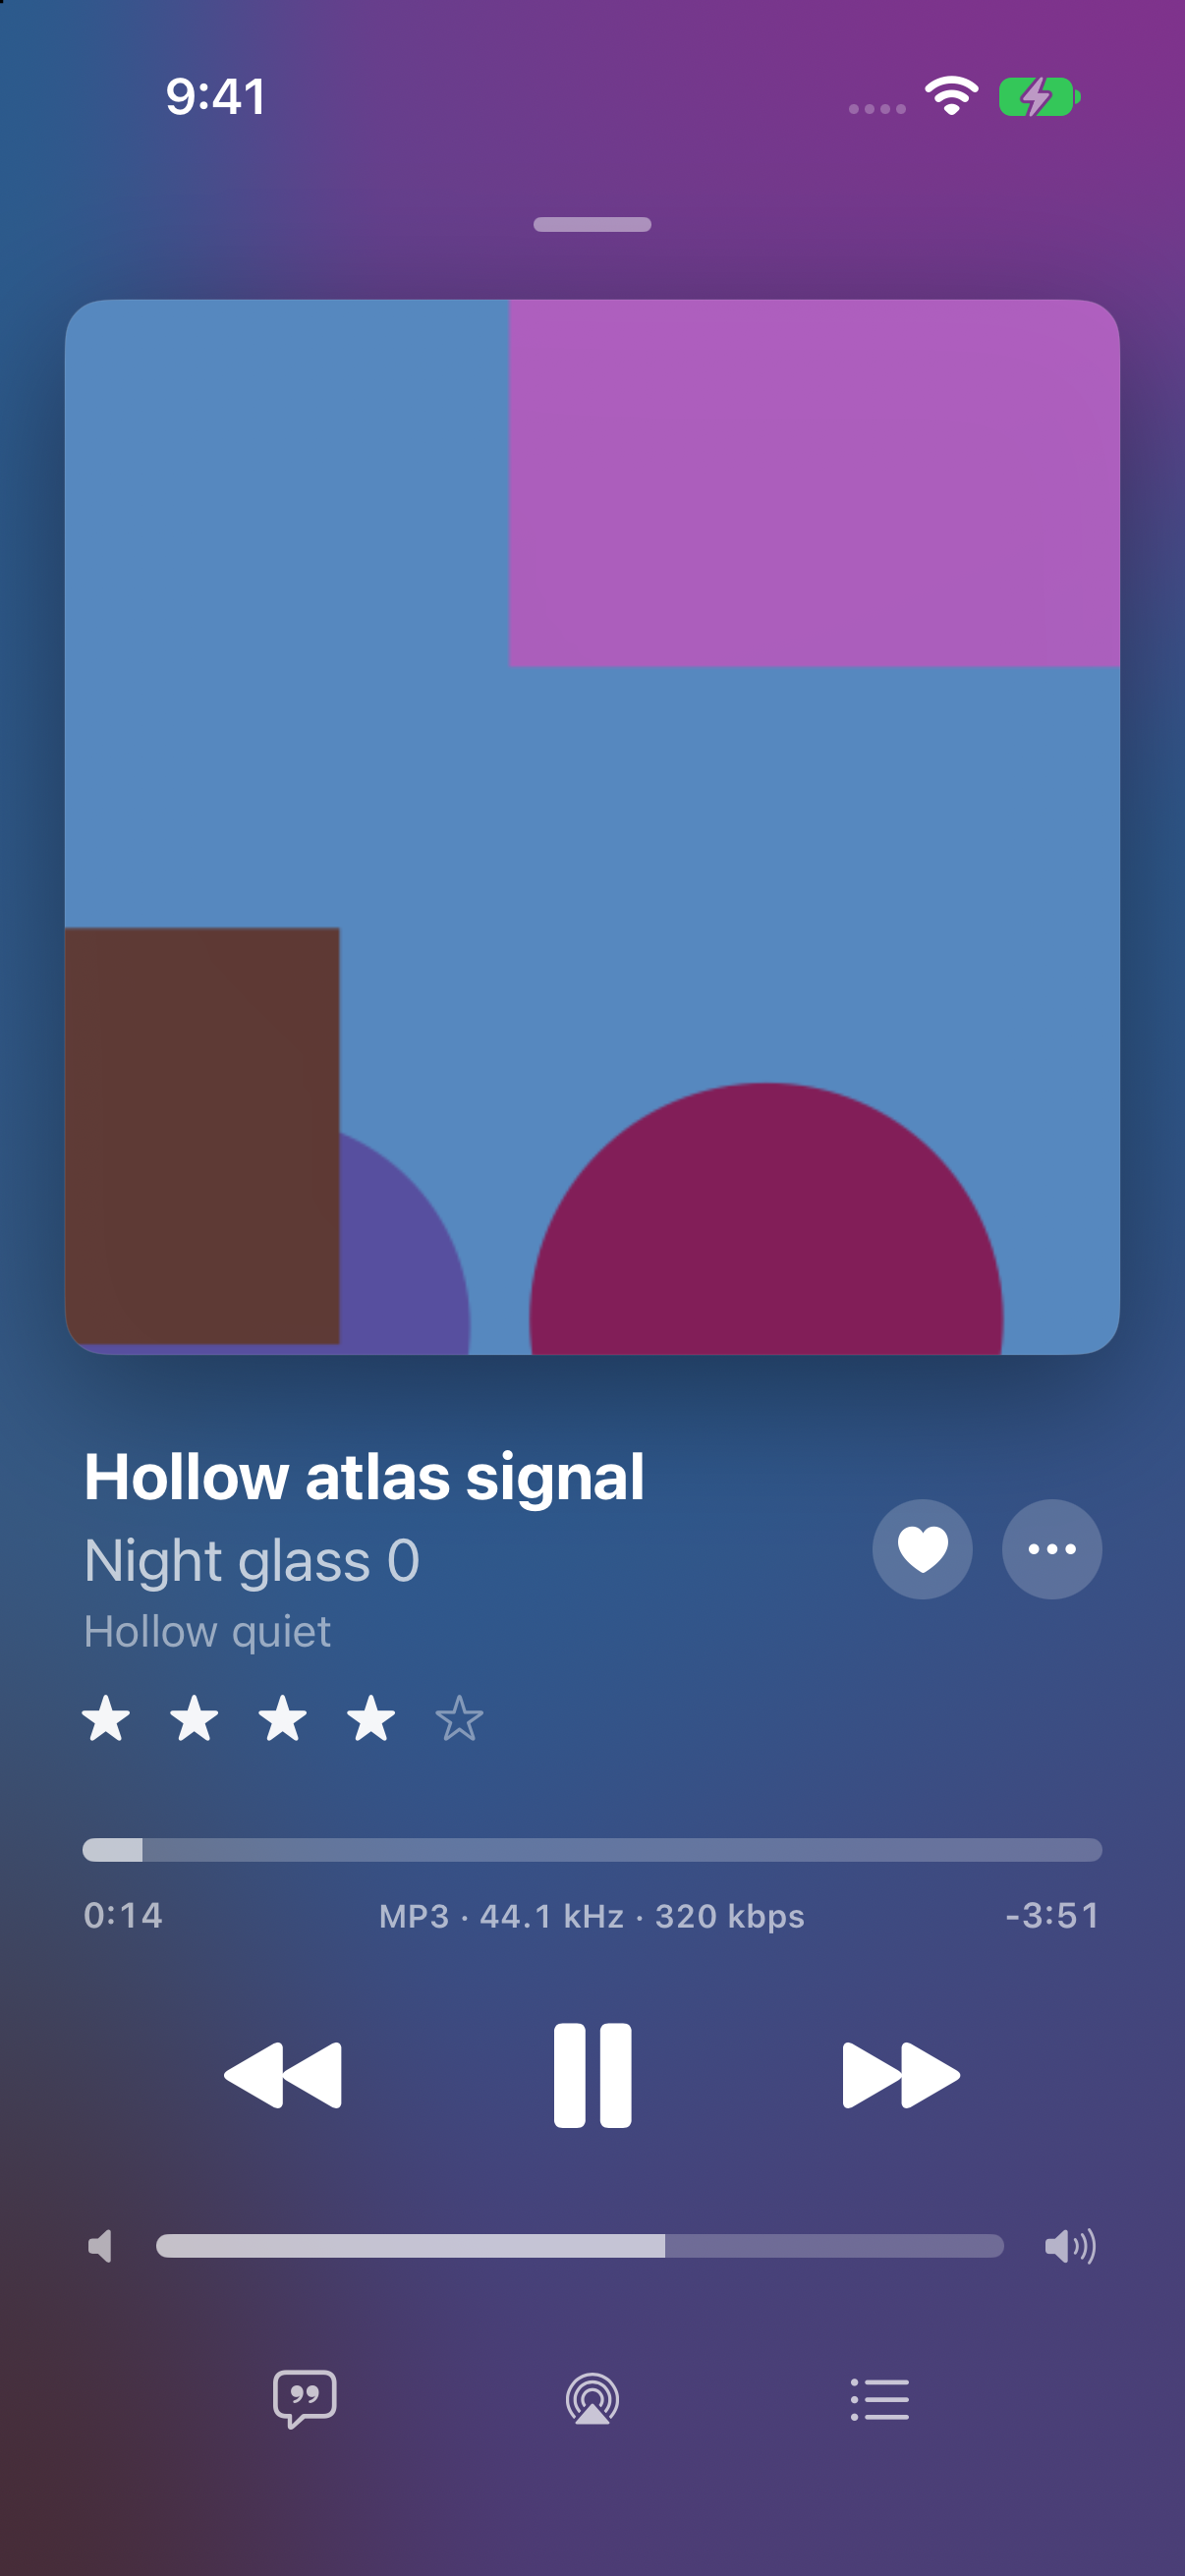 9:41
Hollow atlas signal
Night glass 0
Hollow quiet
0:14
MP3 · 44.1 kHz · 320 kbps
-3:51